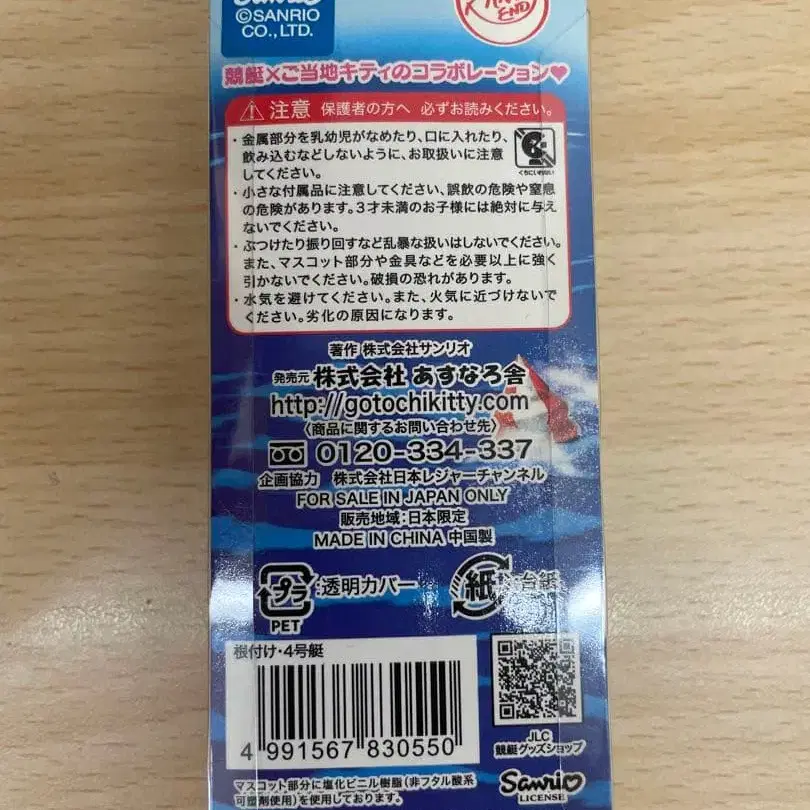 Sanrio
©SANRIO
CO., LTD.
END
競艇×ご当地キティのコラボレーション♥
⚠注意 保護者の方へ 必ずお読みください。
・金属部分を乳幼児がなめたり、口に入れたり、
飲み込むなどしないように、お取扱いに注意
してください。
くちにいれない
・小さな付属品に注意してください、誤飲の危険や窒息
の危険があります。3才未満のお子様には絶対に与え
ないでください。
・ぶつけたり振り回すなど乱暴な扱いはしないでください。
また、マスコット部分や金具などを必要以上に強く
引かないでください。破損の恐れがあります。
・水気を避けてください。また、火気に近づけないで
ください。劣化の原因になります。
著作 株式会社サンリオ
発売元 株式会社 あすなろ舎
http://gotochikitty.com
〈商品に関するお問い合わせ先〉
0120-334-337
企画協力 株式会社日本レジャーチャンネル
FOR SALE IN JAPAN ONLY
販売地域:日本限定
MADE IN CHINA 中国製
プラ :透明カバー
PET
紙 :台紙
根付け・4号艇
4 991567 830550
JLC
競艇グッズショップ
マスコット部分に塩化ビニル樹脂(非フタル酸系
可塑剤使用)を使用しております。
Sanrio
LICENSE